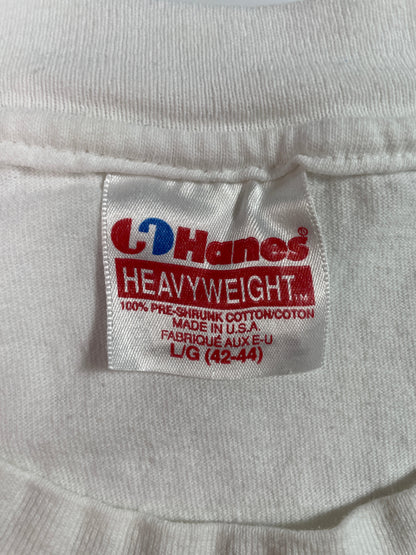 Hanes®
HEAVYWEIGHT™
100% PRE-SHRUNK COTTON/COTON
MADE IN U.S.A.
FABRIQUÉ AUX E-U
L/G (42-44)